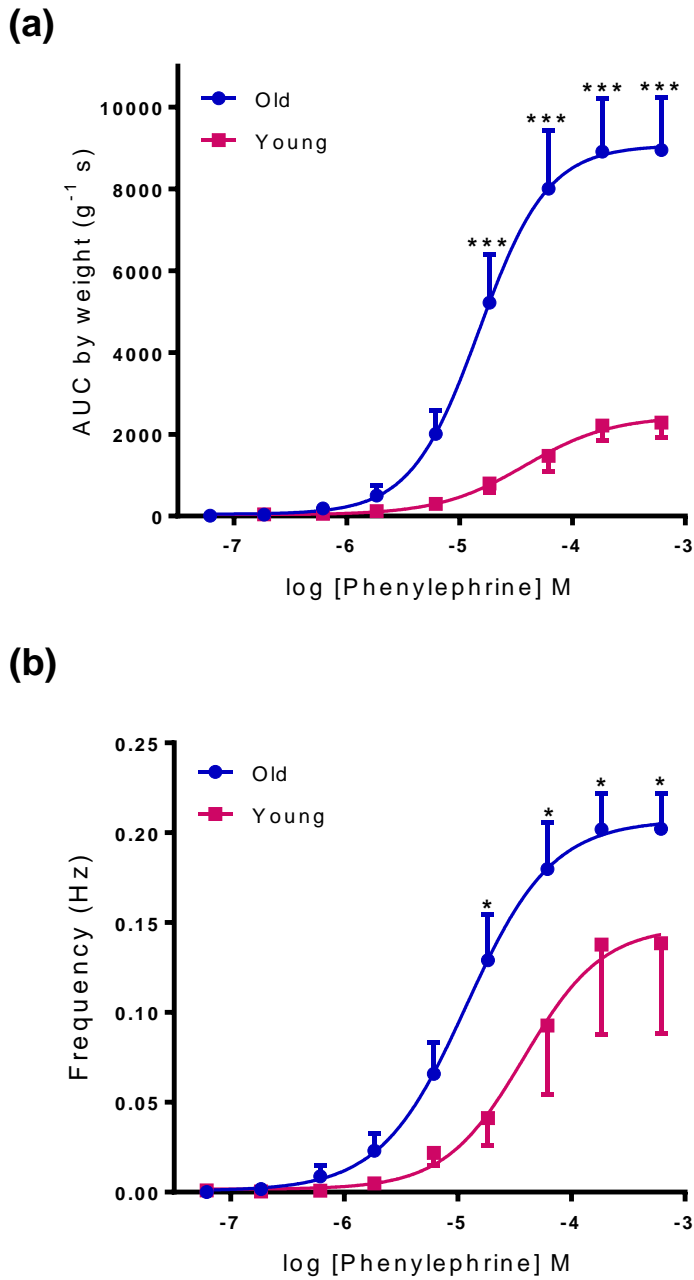 (a)
Old
Young
*** *** *** ***
10000
8000
6000
4000
2000
0
AUC by weight (g⁻¹ s)
-7 -6 -5 -4 -3
log [Phenylephrine] M
(b)
Old
Young
* * * *
0.25
0.20
0.15
0.10
0.05
0.00
Frequency (Hz)
-7 -6 -5 -4 -3
log [Phenylephrine] M